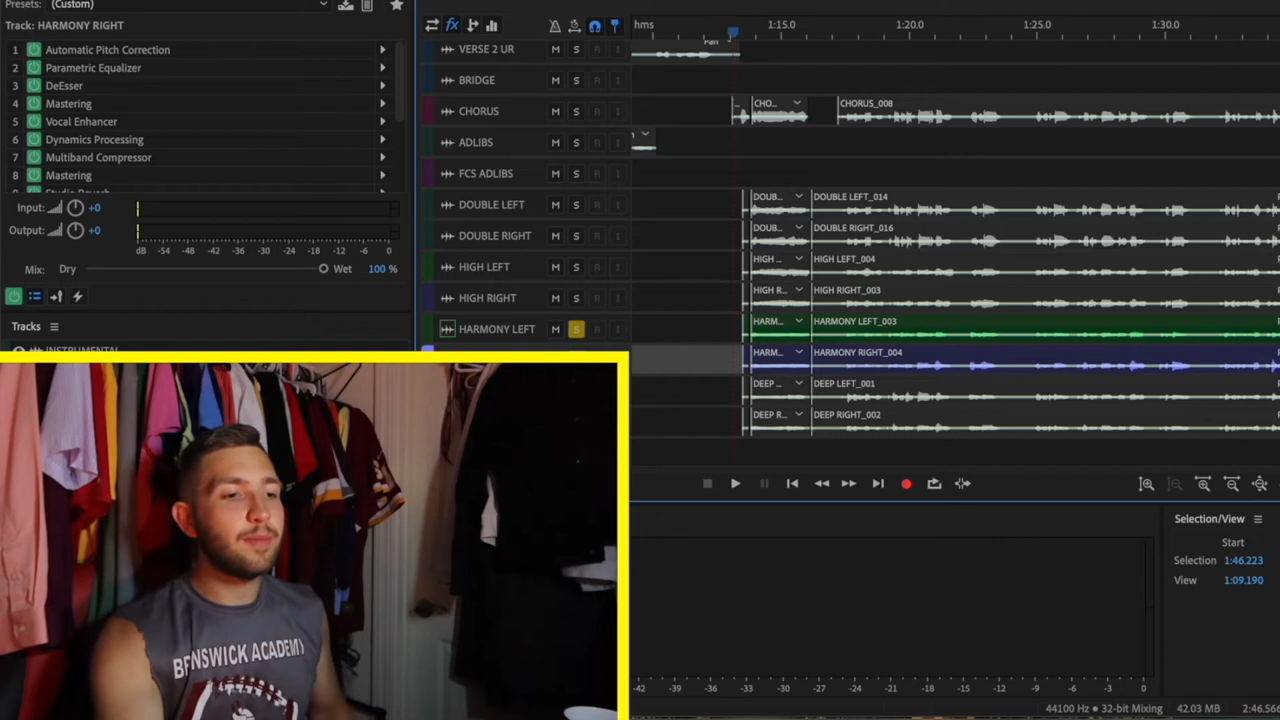 Presets: (Custom)
Track: HARMONY RIGHT
1 Automatic Pitch Correction
2 Parametric Equalizer
3 DeEsser
4 Mastering
5 Vocal Enhancer
6 Dynamics Processing
7 Multiband Compressor
8 Mastering
9 Studio Reverb
Input: +0
Output: +0
dB -54 -48 -42 -36 -30 -24 -18 -12 -6 0
Mix: Dry Wet 100 %
Tracks
INSTRUMENTAL
fx
hms 1:15.0 1:20.0 1:25.0 1:30.0
VERSE 2 UR M S R I
Pan
BRIDGE M S R I
CHORUS M S R I
CHO... CHORUS_008
ADLIBS M S R I
FCS ADLIBS M S R I
DOUBLE LEFT M S R I
DOUB... DOUBLE LEFT_014
DOUBLE RIGHT M S R I
DOUB... DOUBLE RIGHT_016
HIGH LEFT M S R I
HIGH ... HIGH LEFT_004
HIGH RIGHT M S R I
HIGH R... HIGH RIGHT_003
HARMONY LEFT M S R I
HARM... HARMONY LEFT_003
HARM... HARMONY RIGHT_004
DEEP ... DEEP LEFT_001
DEEP R... DEEP RIGHT_002
Selection/View
Start
Selection 1:46.223
View 1:09.190
-42 -39 -36 -33 -30 -27 -24 -21 -18 -15 -12 -9 -6 -3 0
44100 Hz ● 32-bit Mixing 42.03 MB 2:46.566
ACADEMY